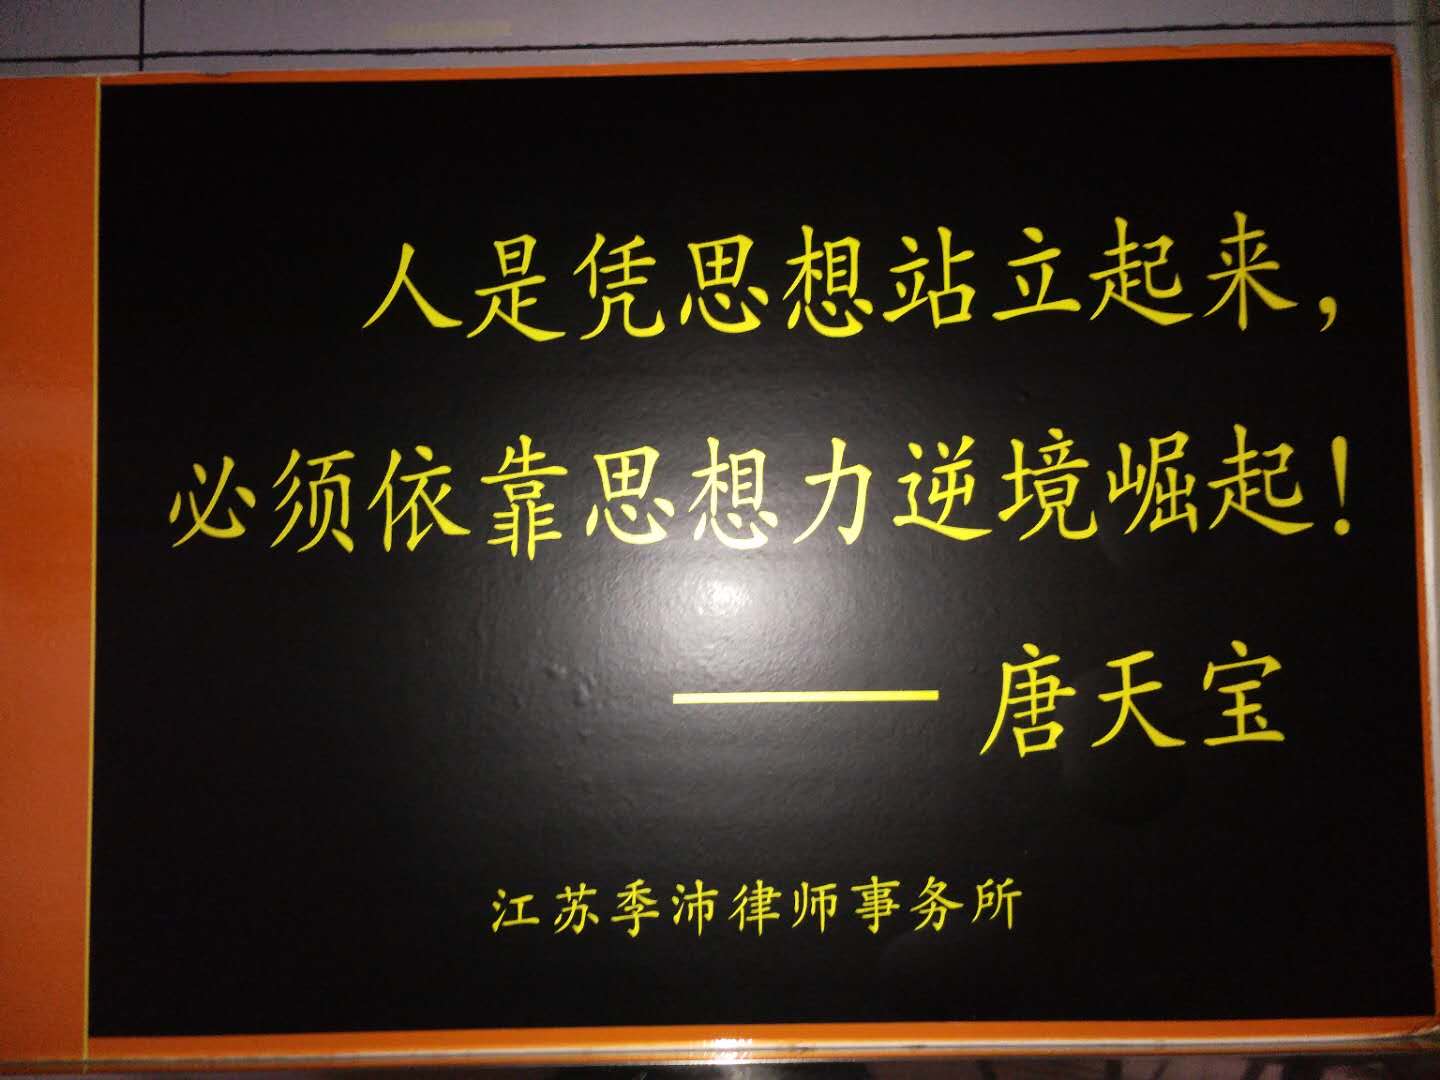 人是凭思想站立起来，
必须依靠思想力逆境崛起！
——唐天宝
江苏季沛律师事务所